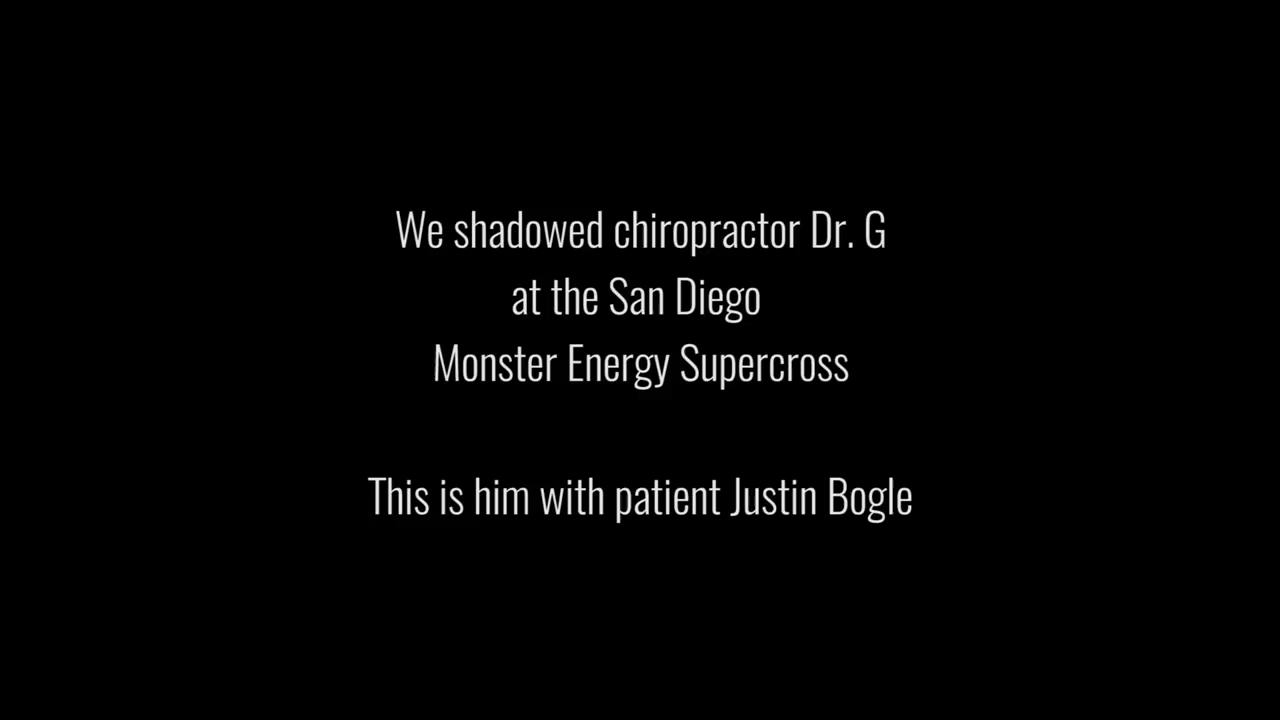 We shadowed chiropractor Dr. G
at the San Diego
Monster Energy Supercross
This is him with patient Justin Bogle